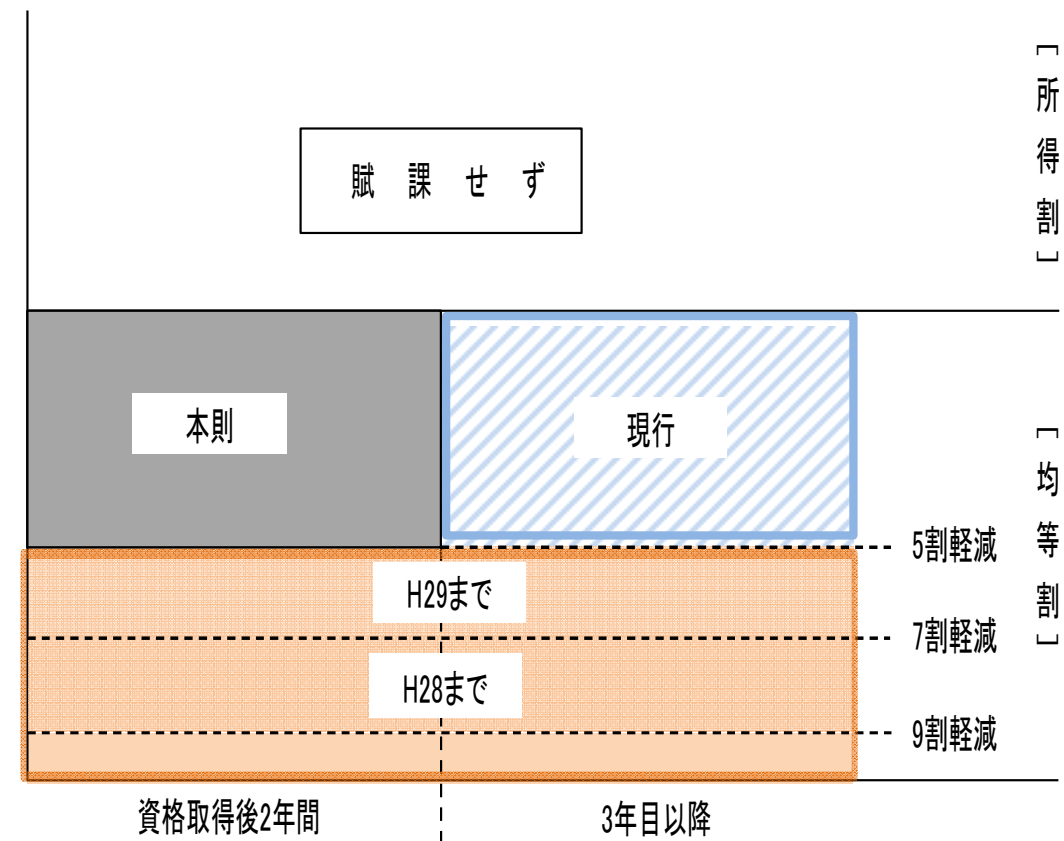 [所得割]
賦課せず
本則
現行
[均等割]
5割軽減
H29まで
7割軽減
H28まで
9割軽減
資格取得後2年間
3年目以降